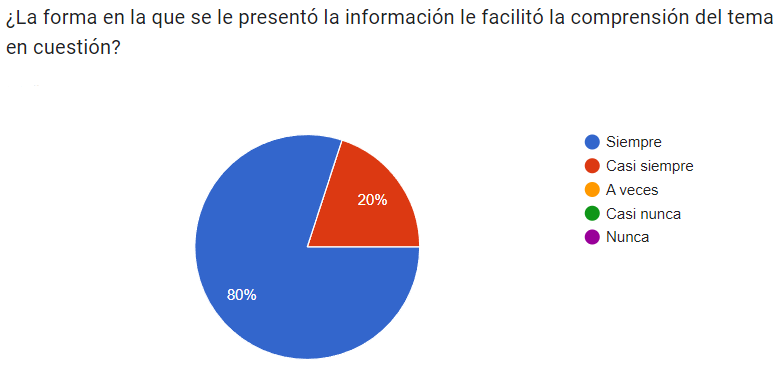 ¿La forma en la que se le presentó la información le facilitó la comprensión del tema
en cuestión?
Siempre
Casi siempre
A veces
Casi nunca
Nunca
20%
80%